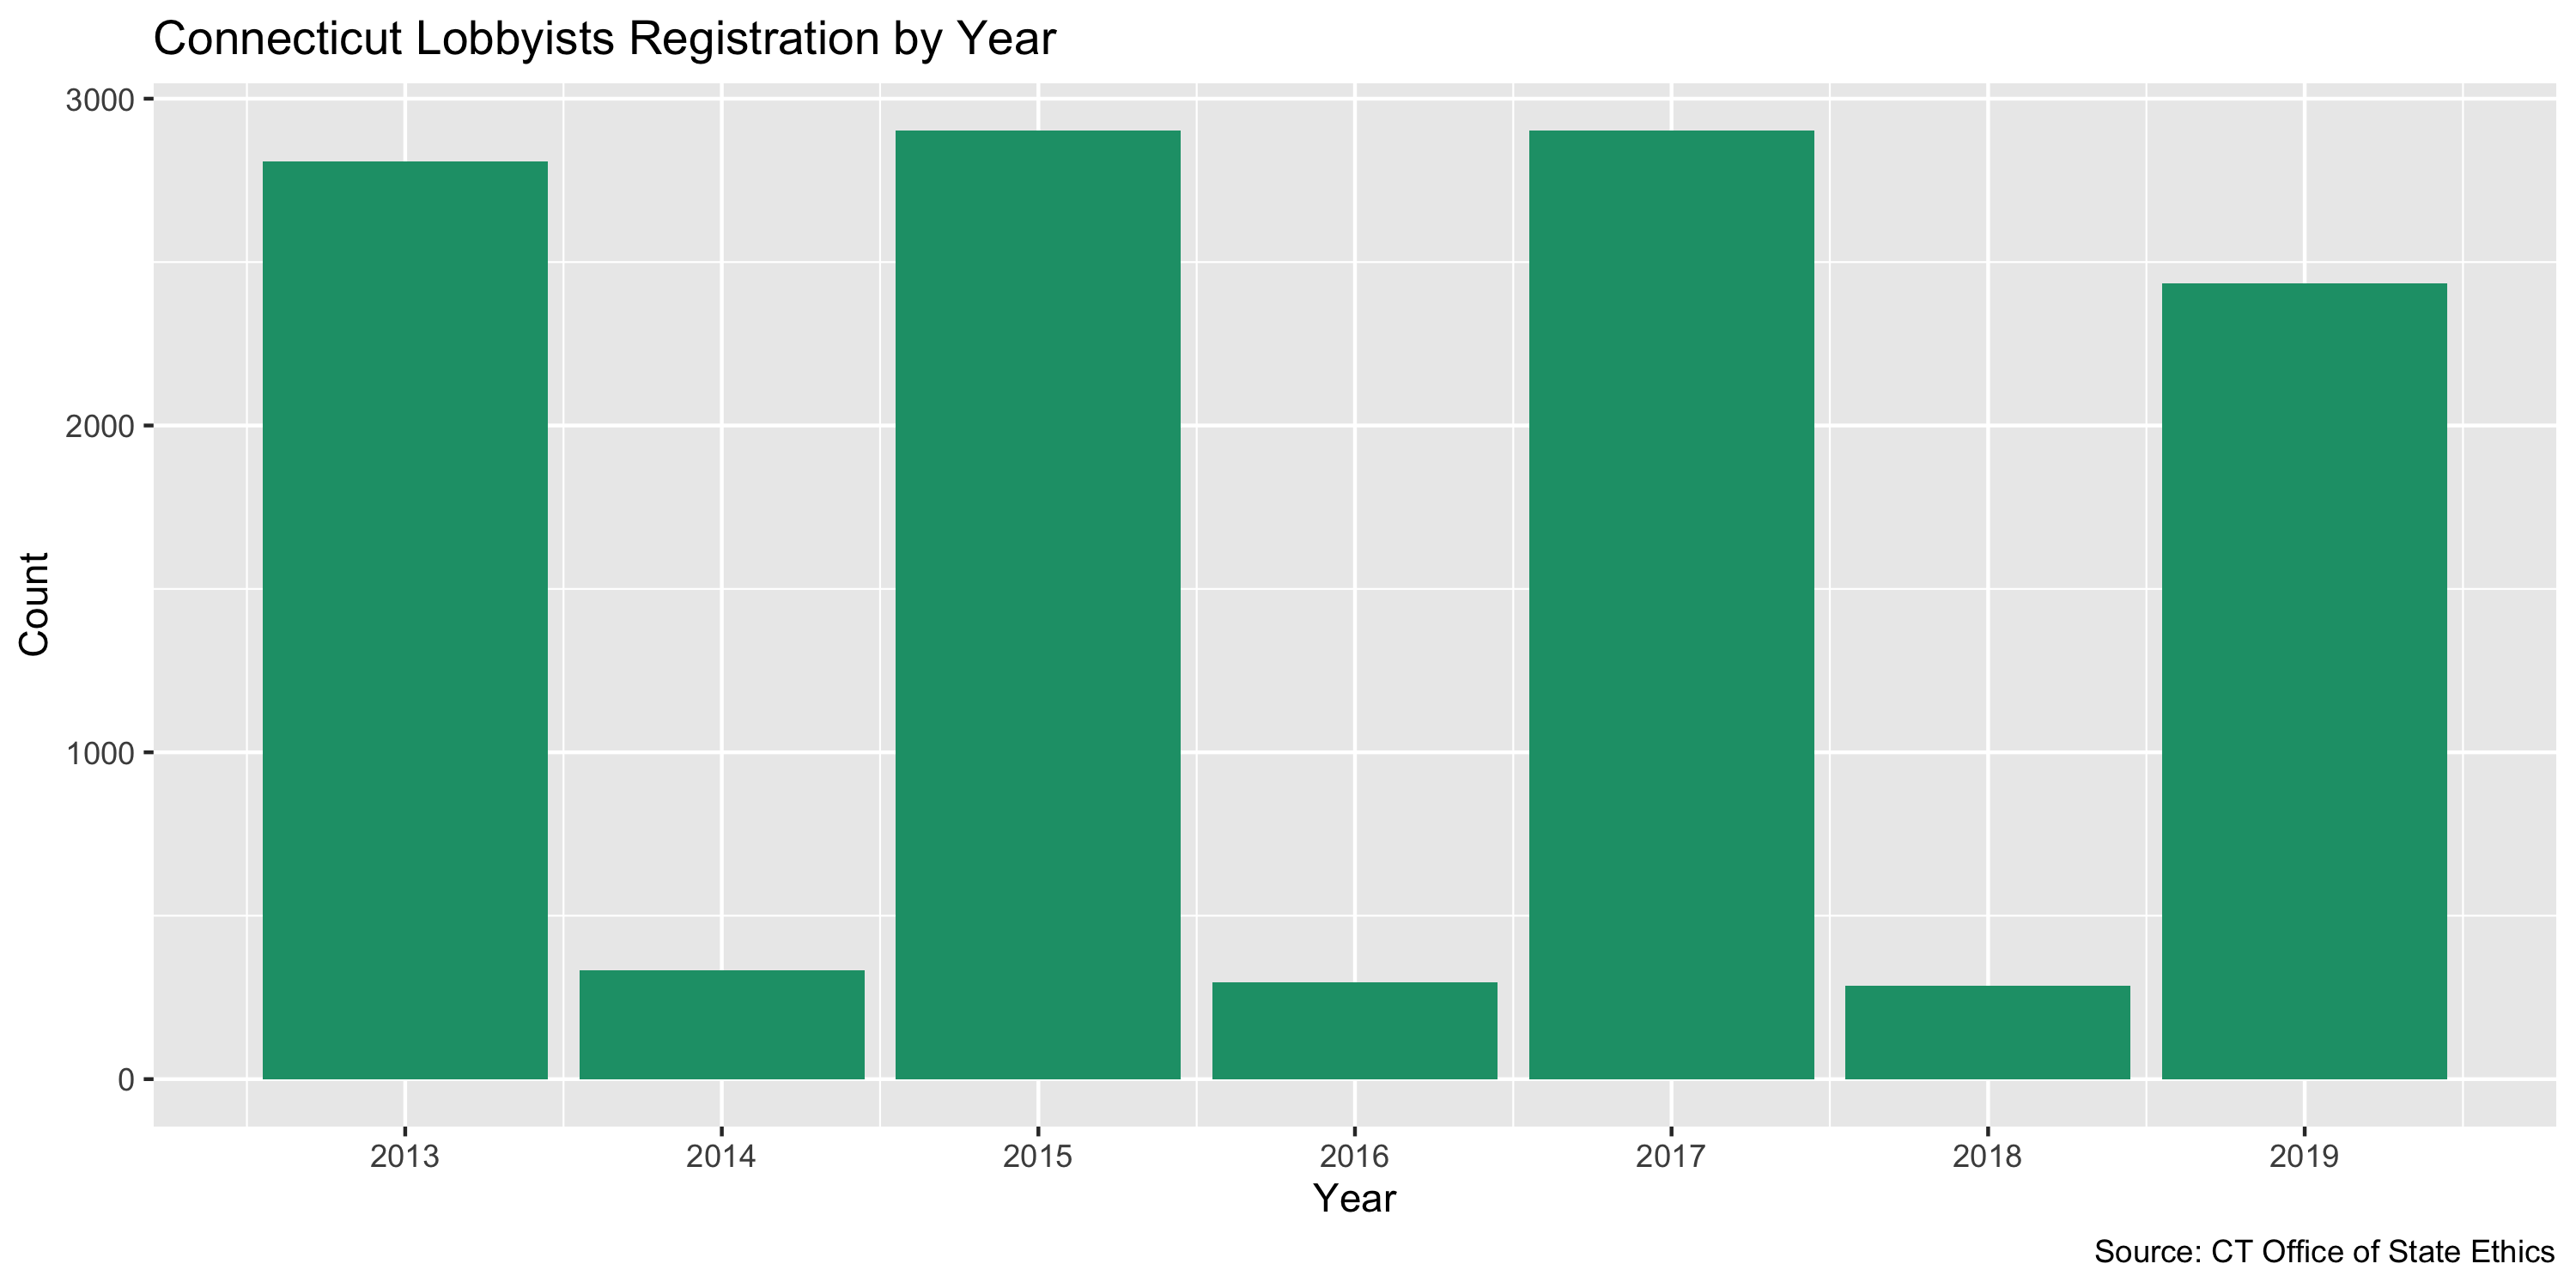 Connecticut Lobbyists Registration by Year
3000
2000
1000
0
Count
2013 2014 2015 2016 2017 2018 2019
Year
Source: CT Office of State Ethics